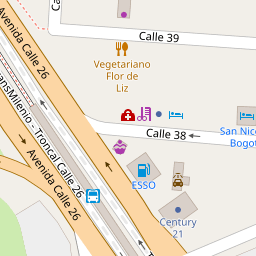 Calle 39
Avenida Calle 26
Vegetariano
Flor de
Liz
TransMilenio - Troncal Calle 26
Calle 38
San Nico
Bogot
Avenida Calle 26
ESSO
Century
21